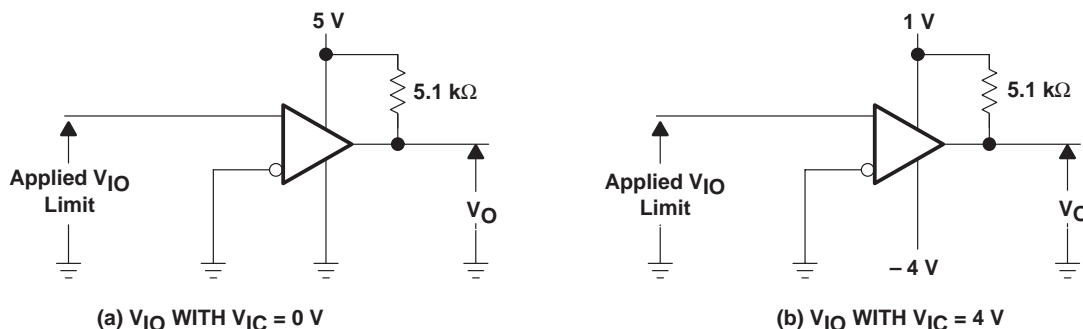 5 V
5.1 kΩ
Applied VIO
Limit
VO
(a) VIO WITH VIC = 0 V
1 V
5.1 kΩ
Applied VIO
Limit
VO
– 4 V
(b) VIO WITH VIC = 4 V